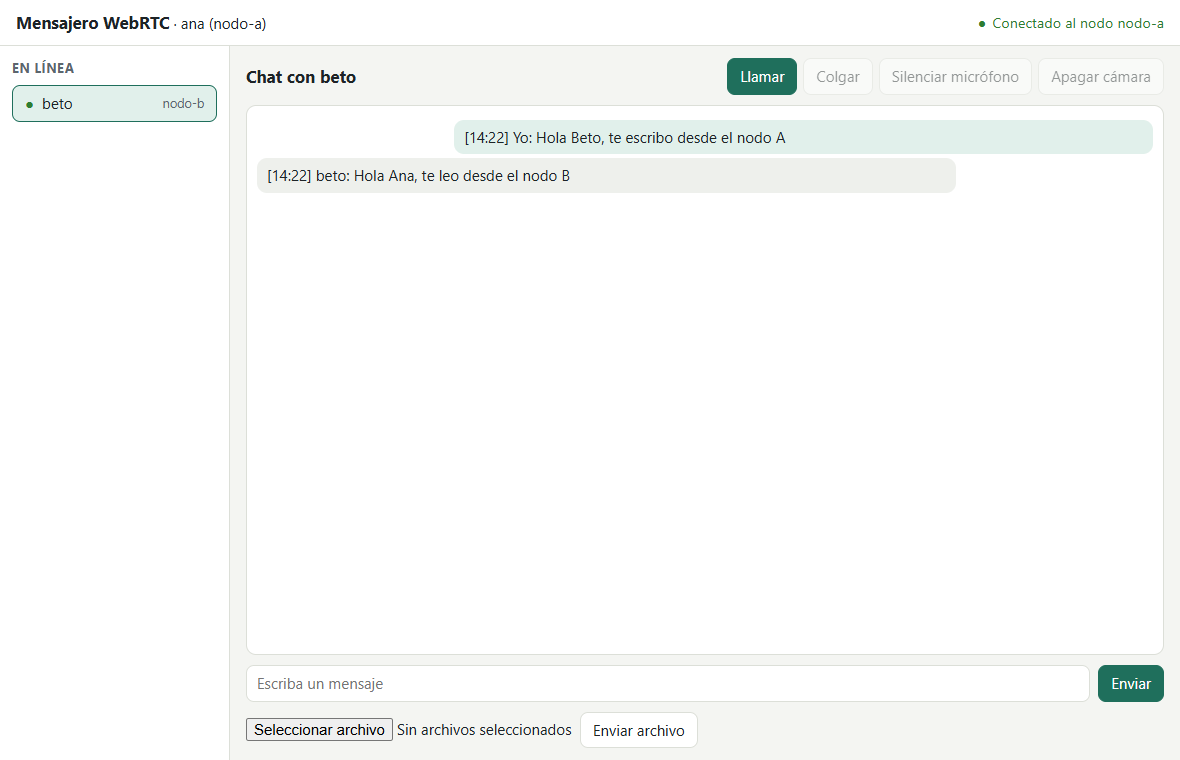 Mensajero WebRTC · ana (nodo-a)
● Conectado al nodo nodo-a
EN LÍNEA
● beto nodo-b
Chat con beto
Llamar
Colgar
Silenciar micrófono
Apagar cámara
[14:22] Yo: Hola Beto, te escribo desde el nodo A
[14:22] beto: Hola Ana, te leo desde el nodo B
Escriba un mensaje
Enviar
Seleccionar archivo Sin archivos seleccionados
Enviar archivo